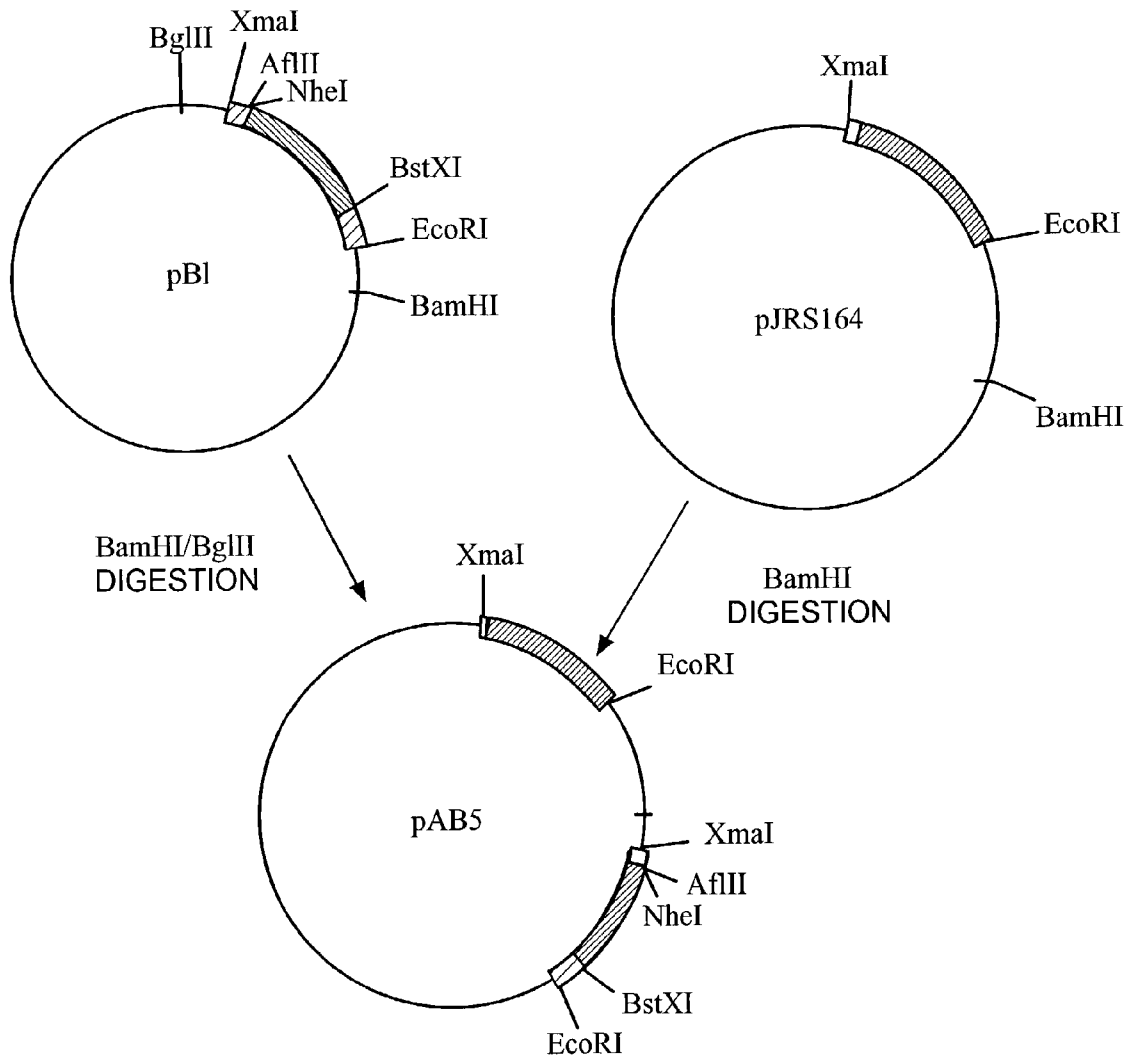 BglII
XmaI
AflII
NheI
BstXI
EcoRI
BamHI
pBl
XmaI
EcoRI
BamHI
pJRS164
BamHI/BglII
DIGESTION
BamHI
DIGESTION
XmaI
EcoRI
pAB5
XmaI
AflII
NheI
BstXI
EcoRI